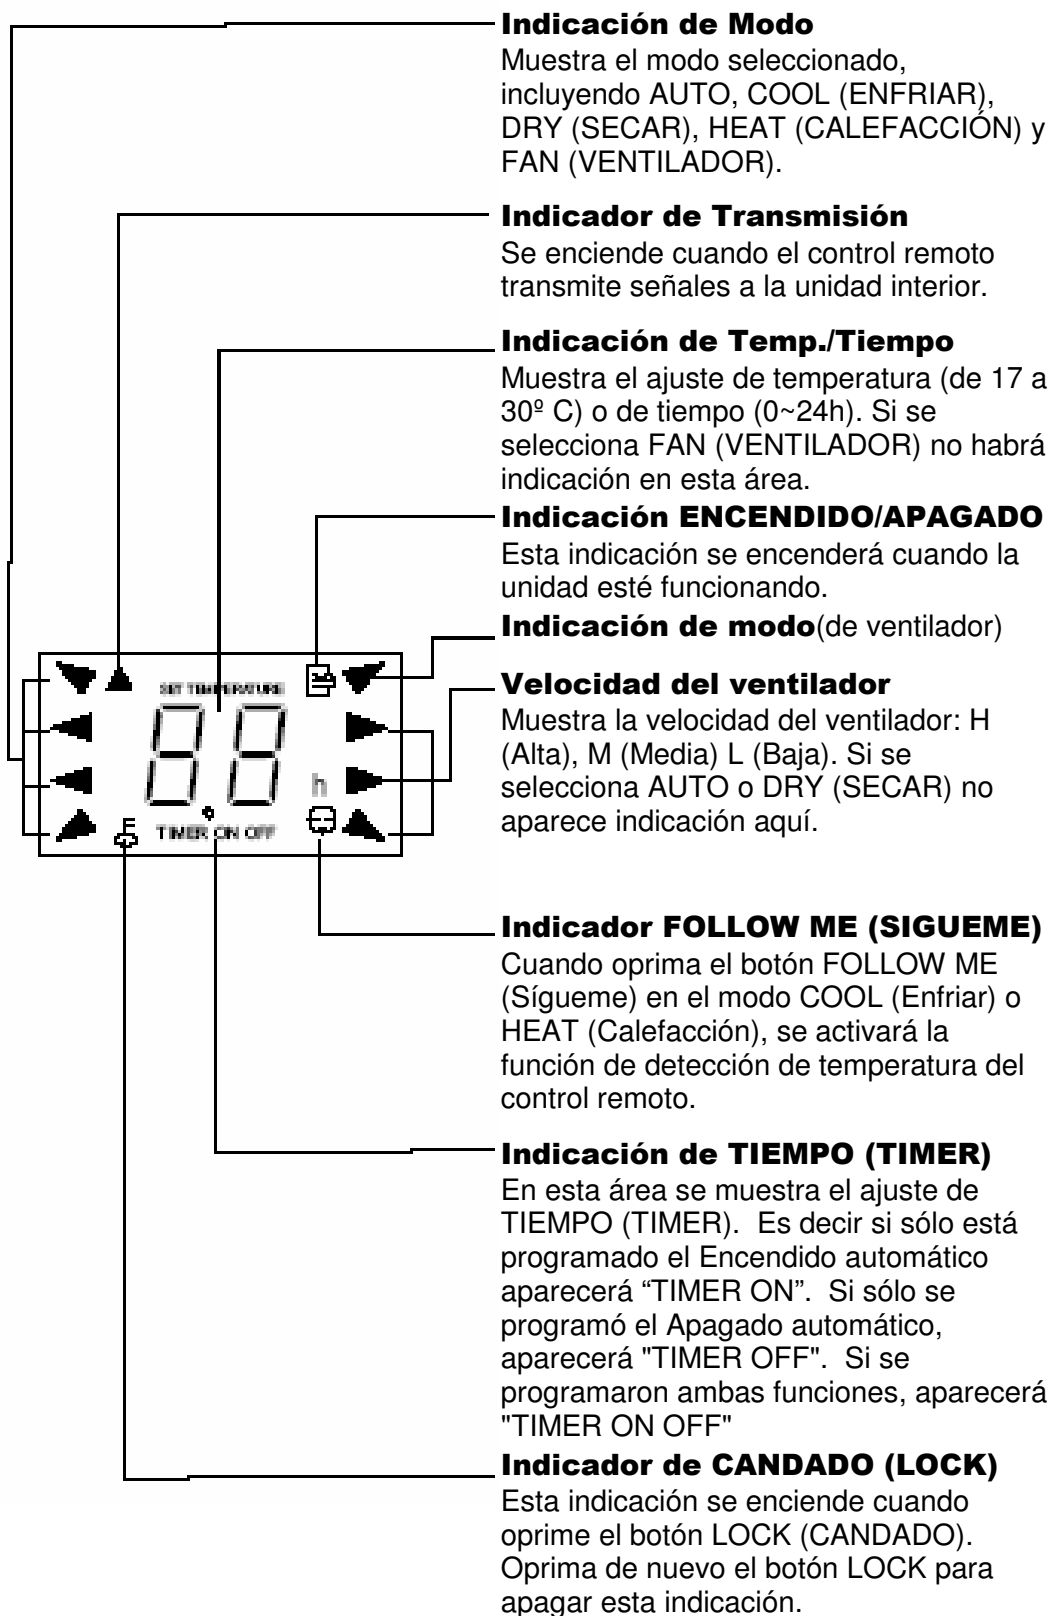 Indicación de Modo
Muestra el modo seleccionado,
incluyendo AUTO, COOL (ENFRIAR),
DRY (SECAR), HEAT (CALEFACCIÓN) y
FAN (VENTILADOR).
Indicador de Transmisión
Se enciende cuando el control remoto
transmite señales a la unidad interior.
Indicación de Temp./Tiempo
Muestra el ajuste de temperatura (de 17 a
30º C) o de tiempo (0~24h). Si se
selecciona FAN (VENTILADOR) no habrá
indicación en esta área.
Indicación ENCENDIDO/APAGADO
Esta indicación se encenderá cuando la
unidad esté funcionando.
Indicación de modo(de ventilador)
SET TEMPERATURE
88
h
TIMER ON OFF
Velocidad del ventilador
Muestra la velocidad del ventilador: H
(Alta), M (Media) L (Baja). Si se
selecciona AUTO o DRY (SECAR) no
aparece indicación aquí.
Indicador FOLLOW ME (SIGUEME)
Cuando oprima el botón FOLLOW ME
(Sígueme) en el modo COOL (Enfriar) o
HEAT (Calefacción), se activará la
función de detección de temperatura del
control remoto.
Indicación de TIEMPO (TIMER)
En esta área se muestra el ajuste de
TIEMPO (TIMER).  Es decir si sólo está
programado el Encendido automático
aparecerá “TIMER ON”.  Si sólo se
programó el Apagado automático,
aparecerá "TIMER OFF".  Si se
programaron ambas funciones, aparecerá
"TIMER ON OFF"
Indicador de CANDADO (LOCK)
Esta indicación se enciende cuando
oprime el botón LOCK (CANDADO).
Oprima de nuevo el botón LOCK para
apagar esta indicación.